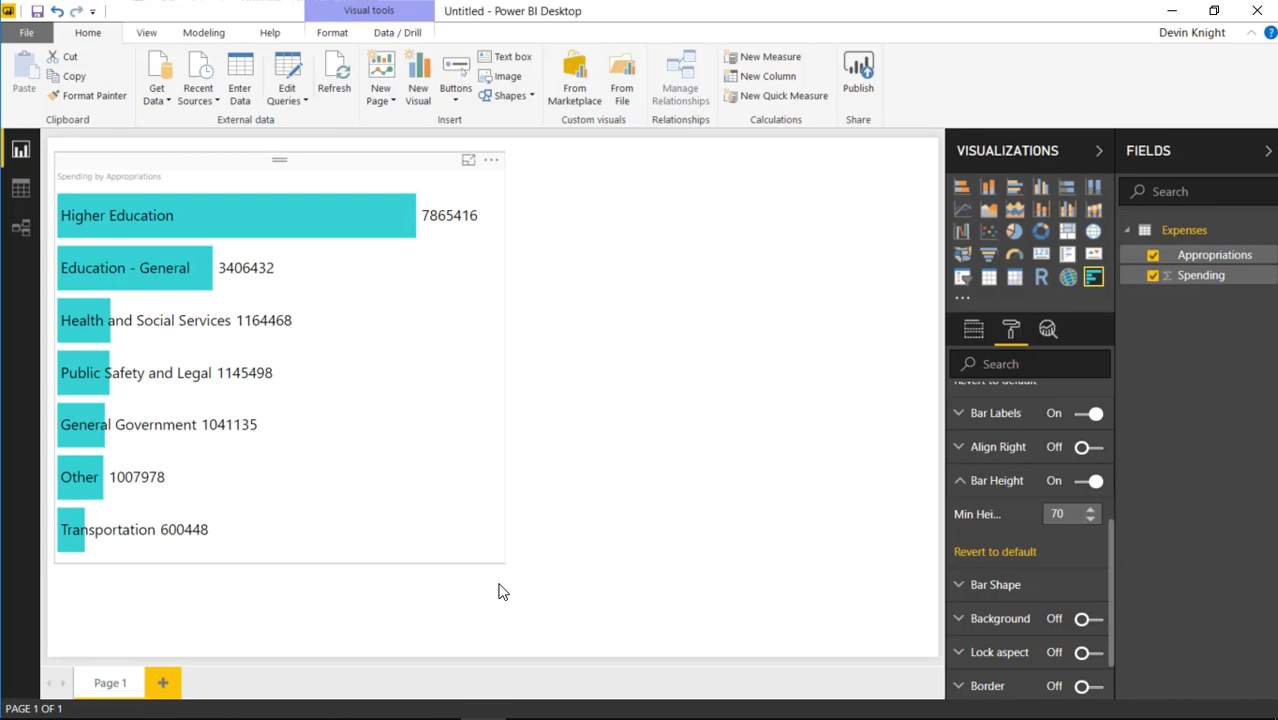 Visual tools
Untitled - Power BI Desktop
File
Home
View
Modeling
Help
Format
Data / Drill
Devin Knight
?
Paste
Cut
Copy
Format Painter
Clipboard
Get
Data
Recent
Sources
Enter
Data
Edit
Queries
Refresh
External data
New
Page
New
Visual
Buttons
Text box
Image
Shapes
Insert
From
Marketplace
From
File
Custom visuals
Manage
Relationships
Relationships
New Measure
New Column
New Quick Measure
Calculations
Publish
Share
Spending by Appropriations
Higher Education 7865416
Education - General 3406432
Health and Social Services 1164468
Public Safety and Legal 1145498
General Government 1041135
Other 1007978
Transportation 600448
VISUALIZATIONS
R
Search
Revert to default
Bar Labels On
Align Right Off
Bar Height On
Min Hei... 70
Revert to default
Bar Shape
Background Off
Lock aspect Off
Border Off
FIELDS
Search
Expenses
Appropriations
Σ Spending
Page 1
PAGE 1 OF 1